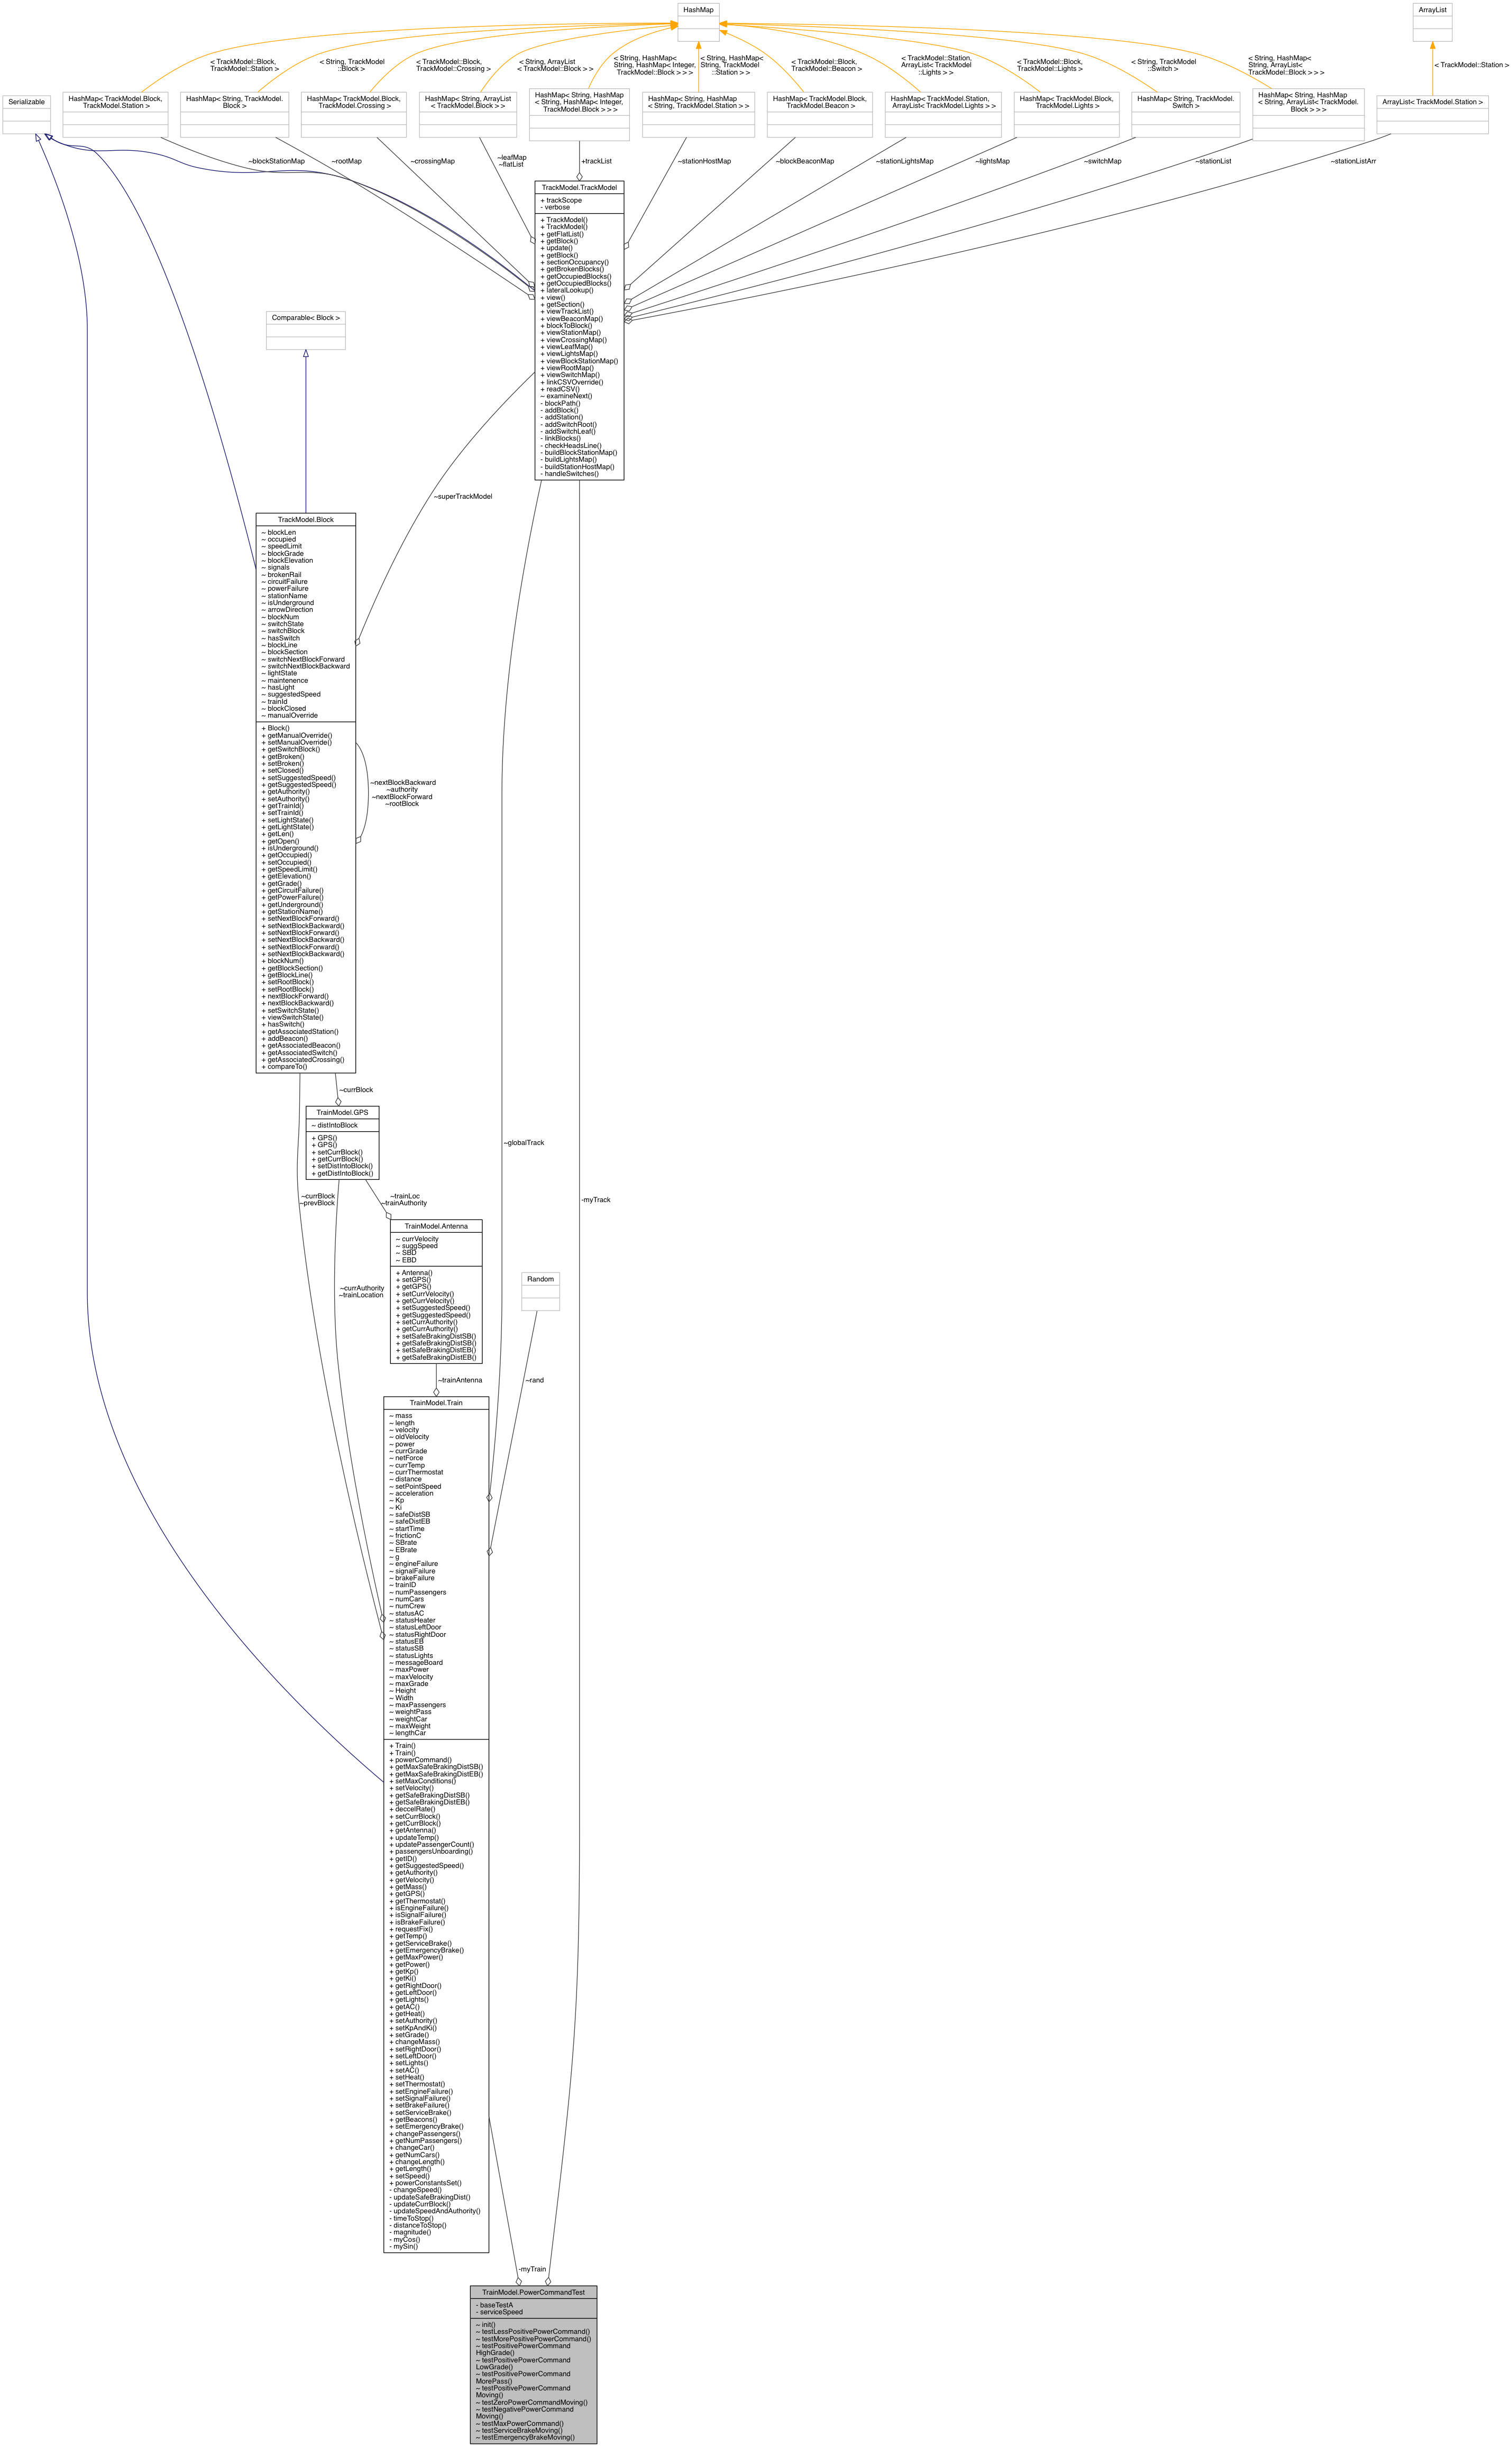 HashMap
ArrayList
< TrackModel::Block,
TrackModel::Station >
< String, TrackModel
::Block >
< TrackModel::Block,
TrackModel::Crossing >
< String, ArrayList
< TrackModel::Block > >
< String, HashMap<
String, HashMap< Integer,
TrackModel::Block > > >
< String, HashMap<
String, TrackModel
::Station > >
< TrackModel::Block,
TrackModel::Beacon >
< TrackModel::Station,
ArrayList< TrackModel
::Lights > >
< TrackModel::Block,
TrackModel::Lights >
< String, TrackModel
::Switch >
< String, HashMap<
String, ArrayList<
TrackModel::Block > > >
< TrackModel::Station >
Serializable
HashMap< TrackModel.Block,
TrackModel.Station >
HashMap< String, TrackModel.
Block >
HashMap< TrackModel.Block,
TrackModel.Crossing >
HashMap< String, ArrayList
< TrackModel.Block > >
HashMap< String, HashMap
< String, HashMap< Integer,
TrackModel.Block > > >
HashMap< String, HashMap
< String, TrackModel.Station > >
HashMap< TrackModel.Block,
TrackModel.Beacon >
HashMap< TrackModel.Station,
ArrayList< TrackModel.Lights > >
HashMap< TrackModel.Block,
TrackModel.Lights >
HashMap< String, TrackModel.
Switch >
HashMap< String, HashMap
< String, ArrayList< TrackModel.
Block > > >
ArrayList< TrackModel.Station >
~blockStationMap
~rootMap
~crossingMap
~leafMap
~flatList
+trackList
~stationHostMap
~blockBeaconMap
~stationLightsMap
~lightsMap
~switchMap
~stationList
~stationListArr
TrackModel.TrackModel
+ trackScope
- verbose
+ TrackModel()
+ TrackModel()
+ getFlatList()
+ getBlock()
+ update()
+ getBlock()
+ sectionOccupancy()
+ getBrokenBlocks()
+ getOccupiedBlocks()
+ getOccupiedBlocks()
+ lateralLookup()
+ view()
+ getSection()
+ viewTrackList()
+ viewBeaconMap()
+ blockToBlock()
+ viewStationMap()
+ viewCrossingMap()
+ viewLeafMap()
+ viewLightsMap()
+ viewBlockStationMap()
+ viewRootMap()
+ viewSwitchMap()
+ linkCSVOverride()
+ readCSV()
~ examineNext()
- blockPath()
- addBlock()
- addStation()
- addSwitchRoot()
- addSwitchLeaf()
- linkBlocks()
- checkHeadsLine()
- buildBlockStationMap()
- buildLightsMap()
- buildStationHostMap()
- handleSwitches()
Comparable< Block >
~superTrackModel
TrackModel.Block
~ blockLen
~ occupied
~ speedLimit
~ blockGrade
~ blockElevation
~ signals
~ brokenRail
~ circuitFailure
~ powerFailure
~ stationName
~ isUnderground
~ arrowDirection
~ blockNum
~ switchState
~ switchBlock
~ hasSwitch
~ blockLine
~ blockSection
~ switchNextBlockForward
~ switchNextBlockBackward
~ lightState
~ maintenence
~ hasLight
~ suggestedSpeed
~ trainId
~ blockClosed
~ manualOverride
+ Block()
+ getManualOverride()
+ setManualOverride()
+ getSwitchBlock()
+ getBroken()
+ setBroken()
+ setClosed()
+ setSuggestedSpeed()
+ getSuggestedSpeed()
+ getAuthority()
+ setAuthority()
+ getTrainId()
+ setTrainId()
+ setLightState()
+ getLightState()
+ getLen()
+ getOpen()
+ isUnderground()
+ getOccupied()
+ setOccupied()
+ getSpeedLimit()
+ getElevation()
+ getGrade()
+ getCircuitFailure()
+ getPowerFailure()
+ getUnderground()
+ getStationName()
+ setNextBlockForward()
+ setNextBlockBackward()
+ setNextBlockForward()
+ setNextBlockBackward()
+ setNextBlockForward()
+ setNextBlockBackward()
+ blockNum()
+ getBlockSection()
+ getBlockLine()
+ setRootBlock()
+ setRootBlock()
+ nextBlockForward()
+ nextBlockBackward()
+ setSwitchState()
+ viewSwitchState()
+ hasSwitch()
+ getAssociatedStation()
+ addBeacon()
+ getAssociatedBeacon()
+ getAssociatedSwitch()
+ getAssociatedCrossing()
+ compareTo()
~nextBlockBackward
~authority
~nextBlockForward
~rootBlock
~currBlock
TrainModel.GPS
~ distIntoBlock
+ GPS()
+ GPS()
+ setCurrBlock()
+ getCurrBlock()
+ setDistIntoBlock()
+ getDistIntoBlock()
~globalTrack
-myTrack
~currBlock
~prevBlock
~trainLoc
~trainAuthority
TrainModel.Antenna
~ currVelocity
~ suggSpeed
~ SBD
~ EBD
+ Antenna()
+ setGPS()
+ getGPS()
+ setCurrVelocity()
+ getCurrVelocity()
+ setSuggestedSpeed()
+ getSuggestedSpeed()
+ setCurrAuthority()
+ getCurrAuthority()
+ setSafeBrakingDistSB()
+ getSafeBrakingDistSB()
+ setSafeBrakingDistEB()
+ getSafeBrakingDistEB()
Random
~currAuthority
~trainLocation
~trainAntenna
~rand
TrainModel.Train
~ mass
~ length
~ velocity
~ oldVelocity
~ power
~ currGrade
~ netForce
~ currTemp
~ currThermostat
~ distance
~ setPointSpeed
~ acceleration
~ Kp
~ Ki
~ safeDistSB
~ safeDistEB
~ startTime
~ frictionC
~ SBrate
~ EBrate
~ g
~ engineFailure
~ signalFailure
~ brakeFailure
~ trainID
~ numPassengers
~ numCars
~ numCrew
~ statusAC
~ statusHeater
~ statusLeftDoor
~ statusRightDoor
~ statusEB
~ statusSB
~ statusLights
~ messageBoard
~ maxPower
~ maxVelocity
~ maxGrade
~ Height
~ Width
~ maxPassengers
~ weightPass
~ weightCar
~ maxWeight
~ lengthCar
+ Train()
+ Train()
+ powerCommand()
+ getMaxSafeBrakingDistSB()
+ getMaxSafeBrakingDistEB()
+ setMaxConditions()
+ setVelocity()
+ getSafeBrakingDistSB()
+ getSafeBrakingDistEB()
+ deccelRate()
+ setCurrBlock()
+ getCurrBlock()
+ getAntenna()
+ updateTemp()
+ updatePassengerCount()
+ passengersUnboarding()
+ getID()
+ getSuggestedSpeed()
+ getAuthority()
+ getVelocity()
+ getMass()
+ getGPS()
+ getThermostat()
+ isEngineFailure()
+ isSignalFailure()
+ isBrakeFailure()
+ requestFix()
+ getTemp()
+ getServiceBrake()
+ getEmergencyBrake()
+ getMaxPower()
+ getPower()
+ getKp()
+ getKi()
+ getRightDoor()
+ getLeftDoor()
+ getLights()
+ getAC()
+ getHeat()
+ setAuthority()
+ setKpAndKi()
+ setGrade()
+ changeMass()
+ setRightDoor()
+ setLeftDoor()
+ setLights()
+ setAC()
+ setHeat()
+ setThermostat()
+ setEngineFailure()
+ setSignalFailure()
+ setBrakeFailure()
+ setServiceBrake()
+ getBeacons()
+ setEmergencyBrake()
+ changePassengers()
+ getNumPassengers()
+ changeCar()
+ getNumCars()
+ changeLength()
+ getLength()
+ setSpeed()
+ powerConstantsSet()
- changeSpeed()
- updateSafeBrakingDist()
- updateCurrBlock()
- updateSpeedAndAuthority()
- timeToStop()
- distanceToStop()
- magnitude()
- myCos()
- mySin()
-myTrain
TrainModel.PowerCommandTest
- baseTestA
- serviceSpeed
~ init()
~ testLessPositivePowerCommand()
~ testMorePositivePowerCommand()
~ testPositivePowerCommand
HighGrade()
~ testPositivePowerCommand
LowGrade()
~ testPositivePowerCommand
MorePass()
~ testPositivePowerCommand
Moving()
~ testZeroPowerCommandMoving()
~ testNegativePowerCommand
Moving()
~ testMaxPowerCommand()
~ testServiceBrakeMoving()
~ testEmergencyBrakeMoving()